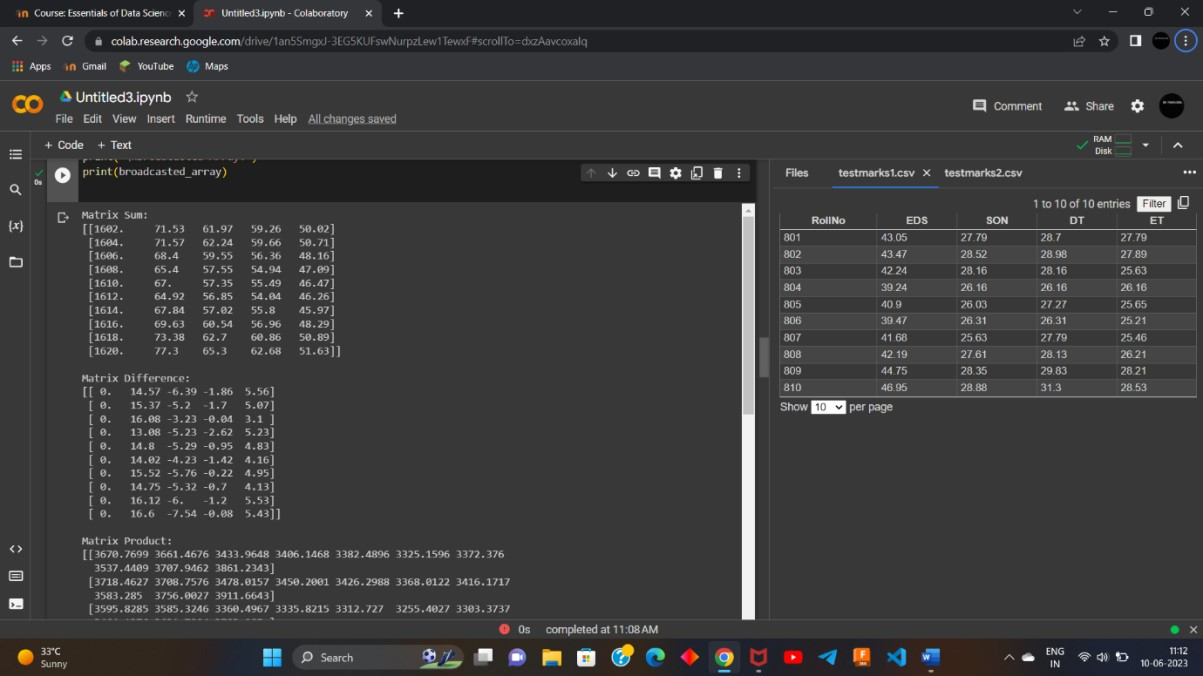 Course: Essentials of Data Scienc
Untitled3.ipynb - Colaboratory
colab.research.google.com/drive/1an5SmgxJ-3EG5KUFswNurpzLew1TewxF#scrollTo=dxzAavcoxalq
Apps Gmail YouTube Maps
Untitled3.ipynb
File Edit View Insert Runtime Tools Help All changes saved
Comment Share
+ Code + Text
RAM
Disk
0s
print(broadcasted_array)
Matrix Sum:
[[1602. 71.53 61.97 59.26 50.02]
[1604. 71.57 62.24 59.66 50.71]
[1606. 68.4 59.55 56.36 48.16]
[1608. 65.4 57.55 54.94 47.09]
[1610. 67. 57.35 55.49 46.47]
[1612. 64.92 56.85 54.04 46.26]
[1614. 67.84 57.02 55.8 45.97]
[1616. 69.63 60.54 56.96 48.29]
[1618. 73.38 62.7 60.86 50.89]
[1620. 77.3 65.3 62.68 51.63]]
Matrix Difference:
[[ 0. 14.57 -6.39 -1.86 5.56]
[ 0. 15.37 -5.2 -1.7 5.07]
[ 0. 16.08 -3.23 -0.04 3.1 ]
[ 0. 13.08 -5.23 -2.62 5.23]
[ 0. 14.8 -5.29 -0.95 4.83]
[ 0. 14.02 -4.23 -1.42 4.16]
[ 0. 15.52 -5.76 -0.22 4.95]
[ 0. 14.75 -5.32 -0.7 4.13]
[ 0. 16.12 -6. -1.2 5.53]
[ 0. 16.6 -7.54 -0.08 5.43]]
Matrix Product:
[[3670.7699 3661.4676 3433.9648 3406.1468 3382.4896 3325.1596 3372.376
3537.4409 3707.9462 3861.2343]
[3718.4627 3708.7576 3478.0157 3450.2001 3426.2988 3368.0122 3416.1717
3583.285 3756.0027 3911.6643]
[3595.8285 3585.3246 3360.4967 3335.8215 3312.727 3255.4027 3303.3737
Files testmarks1.csv testmarks2.csv
1 to 10 of 10 entries Filter
RollNo EDS SON DT ET
801 43.05 27.79 28.7 27.79
802 43.47 28.52 28.98 27.89
803 42.24 28.16 28.16 25.63
804 39.24 26.16 26.16 26.16
805 40.9 26.03 27.27 25.65
806 39.47 26.31 26.31 25.21
807 41.68 25.63 27.79 25.46
808 42.19 27.61 28.13 26.21
809 44.75 28.35 29.83 28.21
810 46.95 28.88 31.3 28.53
Show 10 per page
0s completed at 11:08 AM
33°C
Sunny
Search
ENG
IN
11:12
10-06-2023